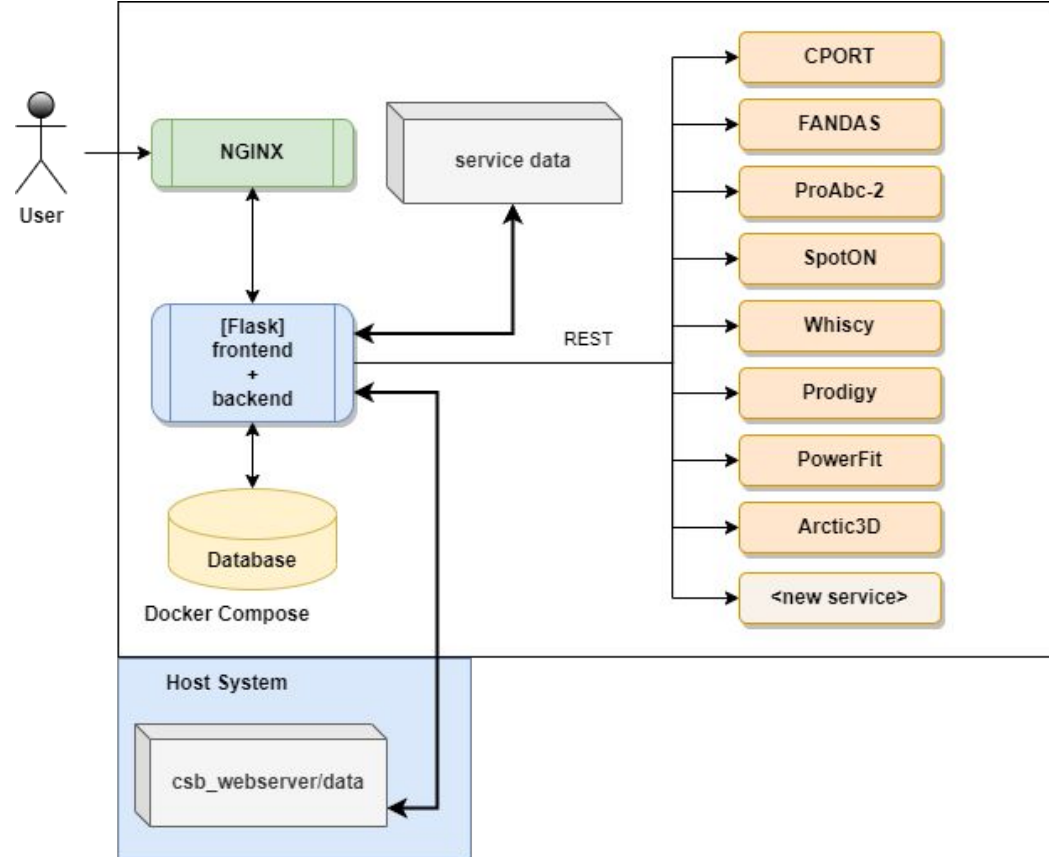 CPORT
FANDAS
NGINX
service data
User
ProAbc-2
SpotON
[Flask]
frontend
+
backend
REST
Whiscy
Prodigy
PowerFit
Database
Arctic3D
Docker Compose
<new service>
Host System
csb_webserver/data